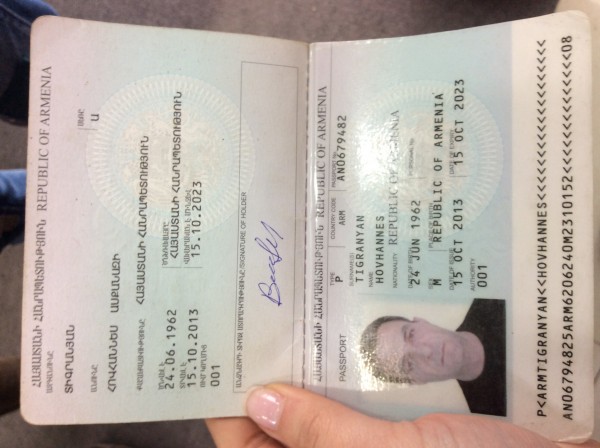 ՀԱՅԱՍՏԱՆԻ ՀԱՆՐԱՊԵՏՈՒԹՅՈՒՆ REPUBLIC OF ARMENIA
ՏԻԳՐԱՆՅԱՆ
ՀՈՎՀԱՆՆԵՍ
ՀԱՅԱՍՏԱՆԻ ՀԱՆՐԱՊԵՏՈՒԹՅՈՒՆ
24.06.1962
ՀԱՅԱՍՏԱՆԻ ՀԱՆՐԱՊԵՏՈՒԹՅՈՒՆ
15.10.2013
15.10.2023
001
SIGNATURE OF HOLDER
ՀԱՅԱՍՏԱՆԻ ՀԱՆՐԱՊԵՏՈՒԹՅՈՒՆ REPUBLIC OF ARMENIA
PASSPORT
TYPE
COUNTRY CODE
PASSPORT No.
P
ARM
AN0679482
TIGRANYAN
NAME
HOVHANNES
NATIONALITY
REPUBLIC OF ARMENIA
24 JUN 1962
M
REPUBLIC OF ARMENIA
15 OCT 2013
15 OCT 2023
AUTHORITY
001
P<ARMTIGRANYAN<<HOVHANNES<<<<<<<<<<<<<<<<<<<
AN06794825ARM6206240M2310152<<<<<<<<<<<<<<08